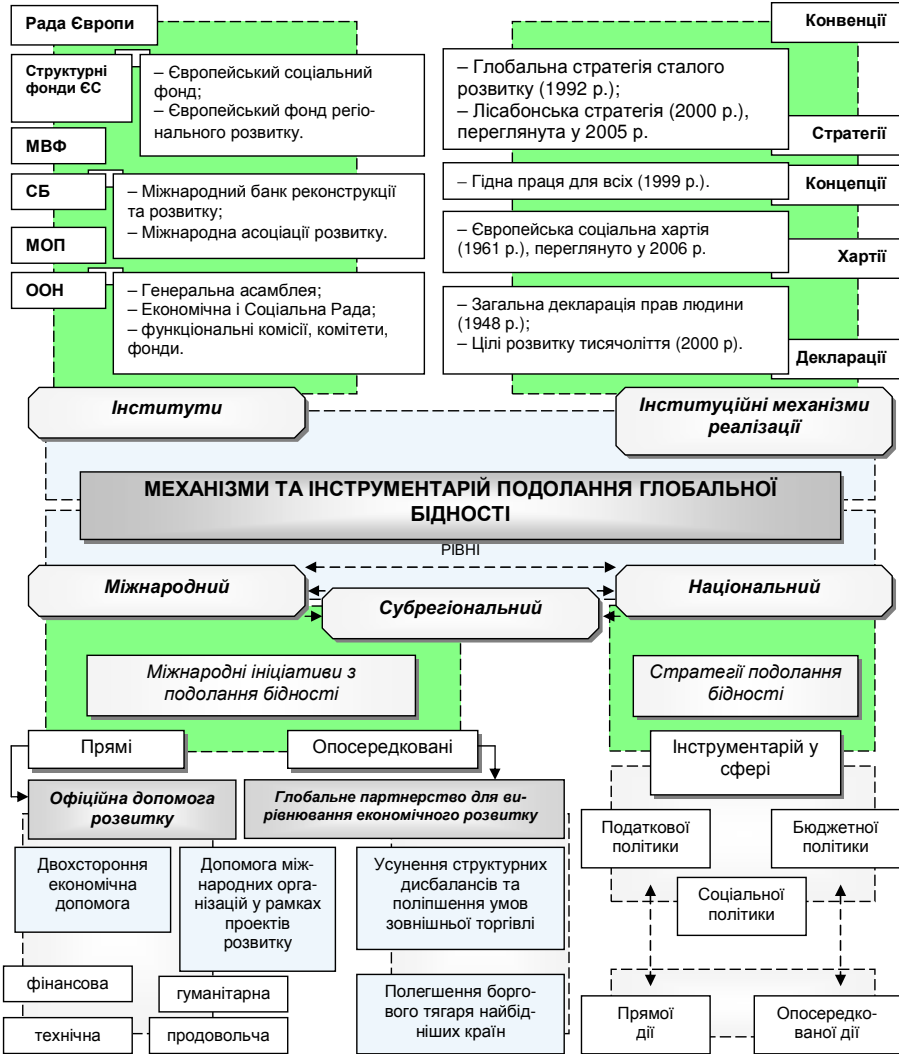 Рада Європи
Структурні
фонди ЄС
– Європейський соціальний
фонд;
– Європейський фонд регіо-
нального розвитку.
МВФ
СБ
– Міжнародний банк реконструкції
та розвитку;
– Міжнародна асоціації розвитку.
МОП
ООН
– Генеральна асамблея;
– Економічна і Соціальна Рада;
– функціональні комісії, комітети,
фонди.
Інститути
Конвенції
– Глобальна стратегія сталого
розвитку (1992 р.);
– Лісабонська стратегія (2000 р.),
переглянута у 2005 р.
Стратегії
– Гідна праця для всіх (1999 р.).
Концепції
– Європейська соціальна хартія
(1961 р.), переглянуто у 2006 р.
Хартії
– Загальна декларація прав людини
(1948 р.);
– Цілі розвитку тисячоліття (2000 р).
Декларації
Інституційні механізми
реалізації
МЕХАНІЗМИ ТА ІНСТРУМЕНТАРІЙ ПОДОЛАННЯ ГЛОБАЛЬНОЇ
БІДНОСТІ
РІВНІ
Міжнародний
Субрегіональний
Національний
Міжнародні ініціативи з
подолання бідності
Стратегії подолання
бідності
Прямі
Опосередковані
Інструментарій у
сфері
Офіційна допомога
розвитку
Глобальне партнерство для ви-
рівнювання економічного розвитку
Двохстороння
економічна
допомога
Допомога між-
народних орга-
нізацій у рамках
проектів
розвитку
Усунення структурних
дисбалансів та
поліпшення умов
зовнішньої торгівлі
Податкової
політики
Бюджетної
політики
Соціальної
політики
фінансова
гуманітарна
технічна
продовольча
Полегшення борго-
вого тягаря найбід-
ніших країн
Прямої
дії
Опосередко-
ваної дії